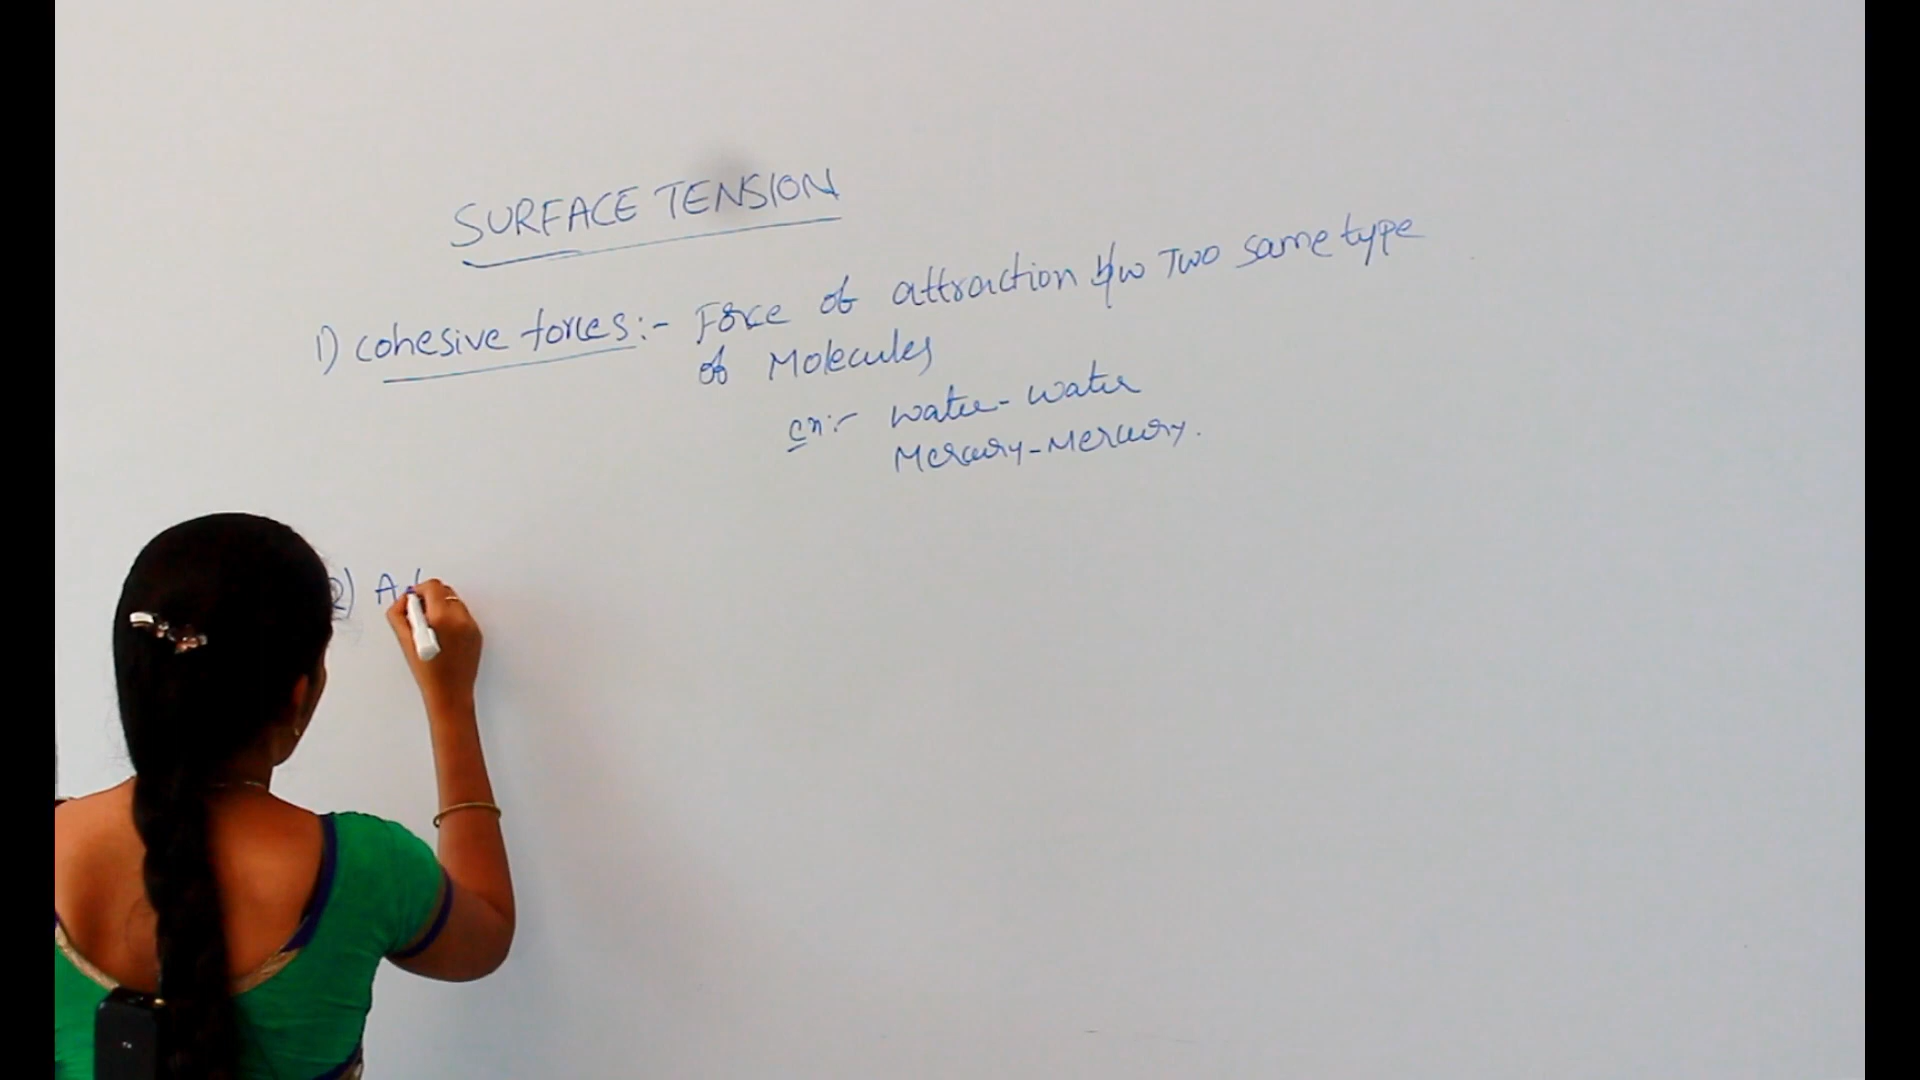 SURFACE TENSION
1) cohesive forces:- Force of attraction b/w Two same type
of Molecules
ex:- water-water
Mercury-Mercury.
2) Ad